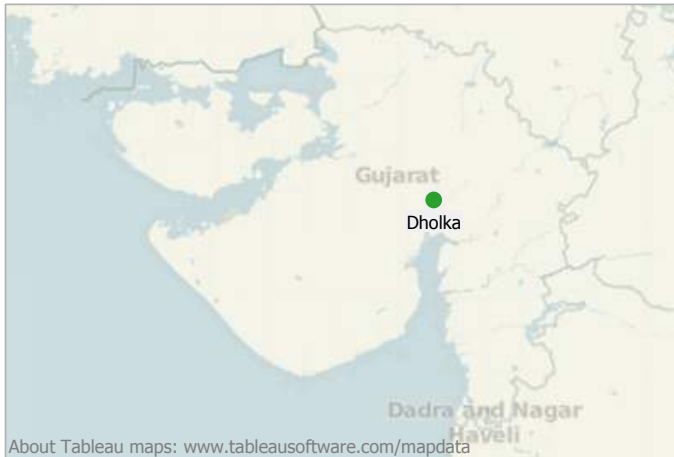 Gujarat
Dholka
Dadra and Nagar
Haveli
About Tableau maps: www.tableausoftware.com/mapdata